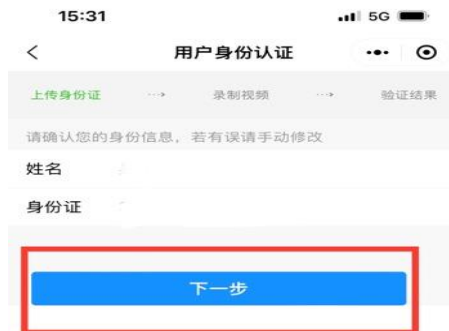 15:31 5G
用户身份认证
上传身份证 ···> 录制视频 ···> 验证结果
请确认您的身份信息，若有误请手动修改
姓名
身份证
下一步